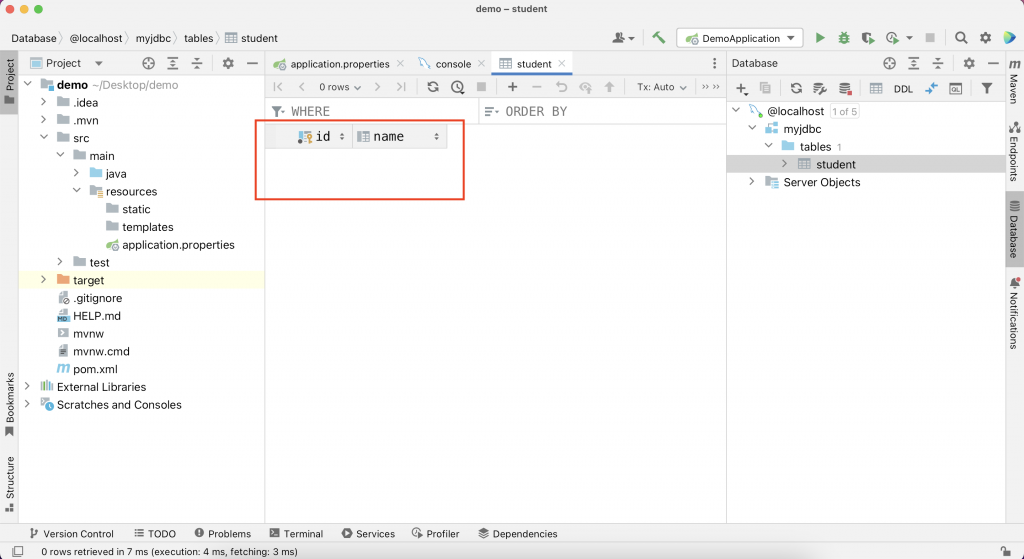 demo – student
Database @localhost myjdbc tables student
DemoApplication
Project
application.properties
console
student
Database
0 rows
Tx: Auto
DDL
QL
WHERE
ORDER BY
id
name
demo ~/Desktop/demo
.idea
.mvn
src
main
java
resources
static
templates
application.properties
test
target
.gitignore
HELP.md
mvnw
mvnw.cmd
pom.xml
External Libraries
Scratches and Consoles
@localhost 1 of 5
myjdbc
tables 1
student
Server Objects
Project
Bookmarks
Structure
Maven
Endpoints
Database
Notifications
Version Control
TODO
Problems
Terminal
Services
Profiler
Dependencies
0 rows retrieved in 7 ms (execution: 4 ms, fetching: 3 ms)